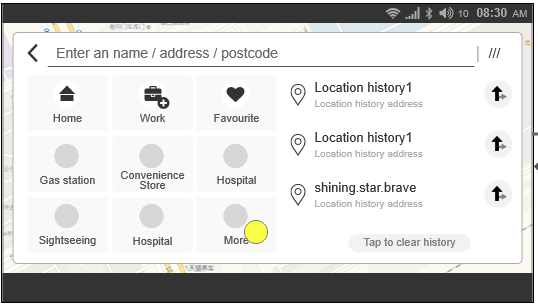 10 08:30 AM
Enter an name / address / postcode
///
Home
Work
Favourite
Gas station
Convenience
Store
Hospital
Sightseeing
Hospital
More
Location history1
Location history address
Location history1
Location history address
shining.star.brave
Location history address
Tap to clear history